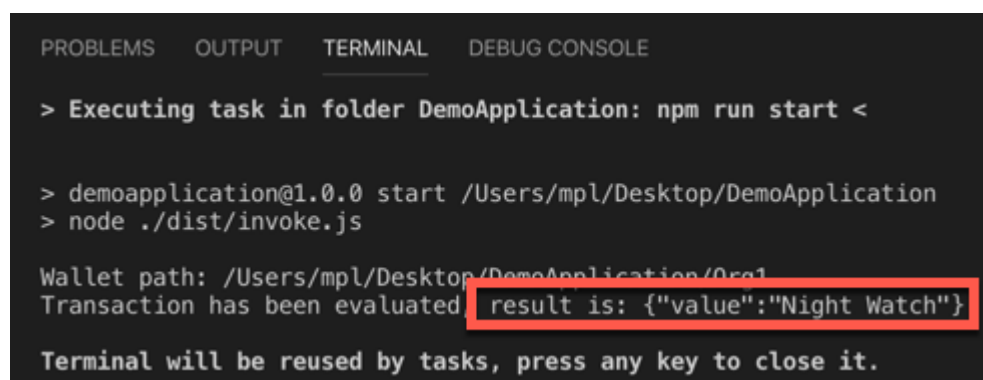 PROBLEMS OUTPUT TERMINAL DEBUG CONSOLE
> Executing task in folder DemoApplication: npm run start <
> demoapplication@1.0.0 start /Users/mpl/Desktop/DemoApplication
> node ./dist/invoke.js
Wallet path: /Users/mpl/Desktop/DemoApplication/Org1
Transaction has been evaluated, result is: {"value":"Night Watch"}
Terminal will be reused by tasks, press any key to close it.